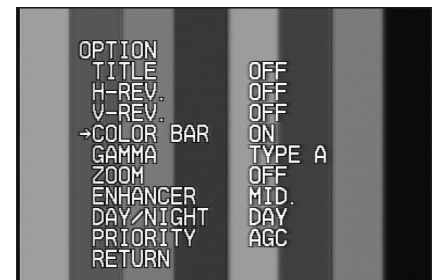 OPTION
TITLE OFF
H-REV. OFF
V-REV. OFF
→COLOR BAR ON
GAMMA TYPE A
ZOOM OFF
ENHANCER MID.
DAY/NIGHT DAY
PRIORITY AGC
RETURN